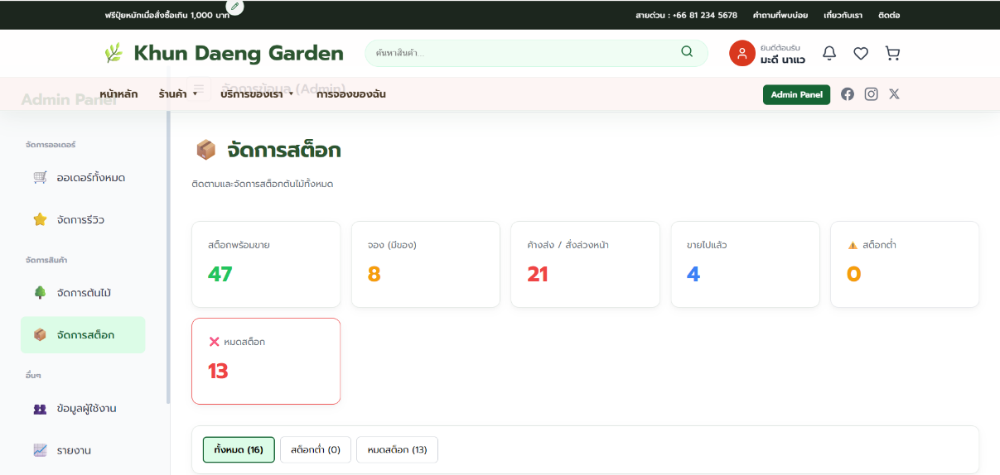 ฟรีปุ๋ยหมักเมื่อสั่งซื้อเกิน 1,000 บาท
สายด่วน : +66 81 234 5678 คำถามที่พบบ่อย เกี่ยวกับเรา ติดต่อ
Khun Daeng Garden
ค้นหาสินค้า...
ยินดีต้อนรับ
มะดี นาแว
Admin Panel
จัดการข้อมูล (Admin)
หน้าหลัก ร้านค้า บริการของเรา การจองของฉัน
Admin Panel
จัดการออเดอร์
ออเดอร์ทั้งหมด
จัดการรีวิว
จัดการสินค้า
จัดการต้นไม้
จัดการสต็อก
อื่นๆ
ข้อมูลผู้ใช้งาน
รายงาน
จัดการสต็อก
ติดตามและจัดการสต็อกต้นไม้ทั้งหมด
สต็อกพร้อมขาย
47
จอง (มีของ)
8
ค้างส่ง / สั่งล่วงหน้า
21
ขายไปแล้ว
4
สต็อกต่ำ
0
หมดสต็อก
13
ทั้งหมด (16) สต็อกต่ำ (0) หมดสต็อก (13)